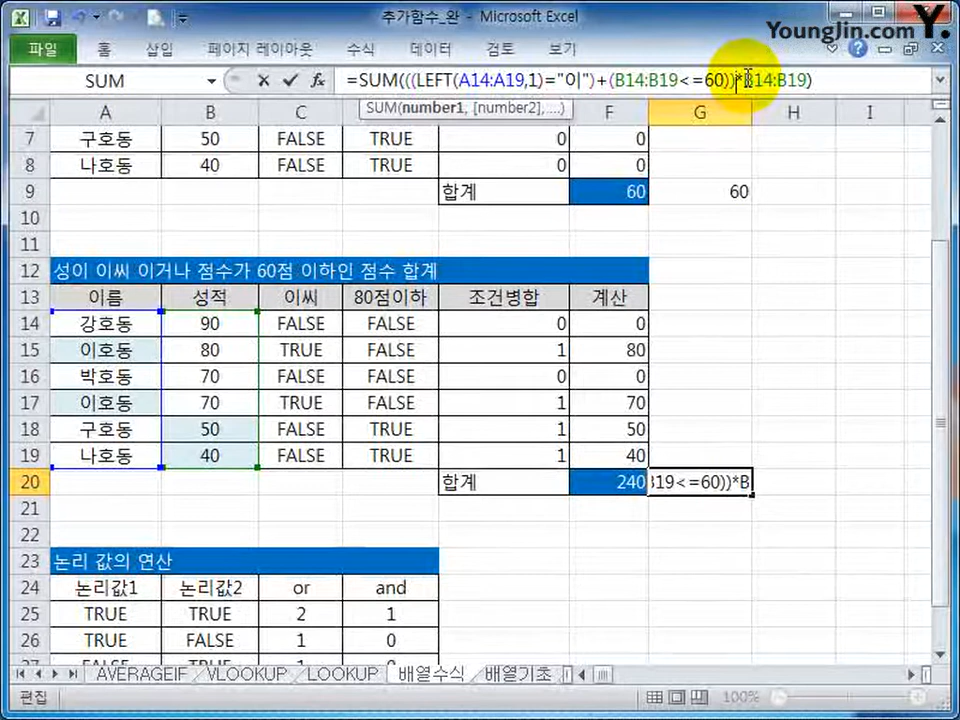 추가함수_완 - Microsoft Excel
YoungJin.com Y.
파일 홈 삽입 페이지 레이아웃 수식 데이터 검토 보기
SUM =SUM(((LEFT(A14:A19,1)="이")+(B14:B19<=60))*B14:B19)
SUM(number1, [number2], ...)
A B C F G H I
7 구호동 50 FALSE TRUE 0 0
8 나호동 40 FALSE TRUE 0 0
9 합계 60 60
10
11
12 성이 이씨 이거나 점수가 60점 이하인 점수 합계
13 이름 성적 이씨 80점이하 조건병합 계산
14 강호동 90 FALSE FALSE 0 0
15 이호동 80 TRUE FALSE 1 80
16 박호동 70 FALSE FALSE 0 0
17 이호동 70 TRUE FALSE 1 70
18 구호동 50 FALSE TRUE 1 50
19 나호동 40 FALSE TRUE 1 40
20 합계 240 B19<=60))*B
21
22
23 논리 값의 연산
24 논리값1 논리값2 or and
25 TRUE TRUE 2 1
26 TRUE FALSE 1 0
AVERAGEIF VLOOKUP LOOKUP 배열수식 배열기초
편집 100%